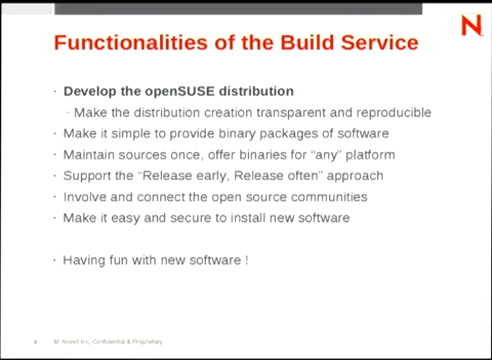 N
Functionalities of the Build Service
· Develop the openSUSE distribution
- Make the distribution creation transparent and reproducible
· Make it simple to provide binary packages of software
· Maintain sources once, offer binaries for “any” platform
· Support the “Release early, Release often” approach
· Involve and connect the open source communities
· Make it easy and secure to install new software
· Having fun with new software !
© Novell Inc, Confidential & Proprietary